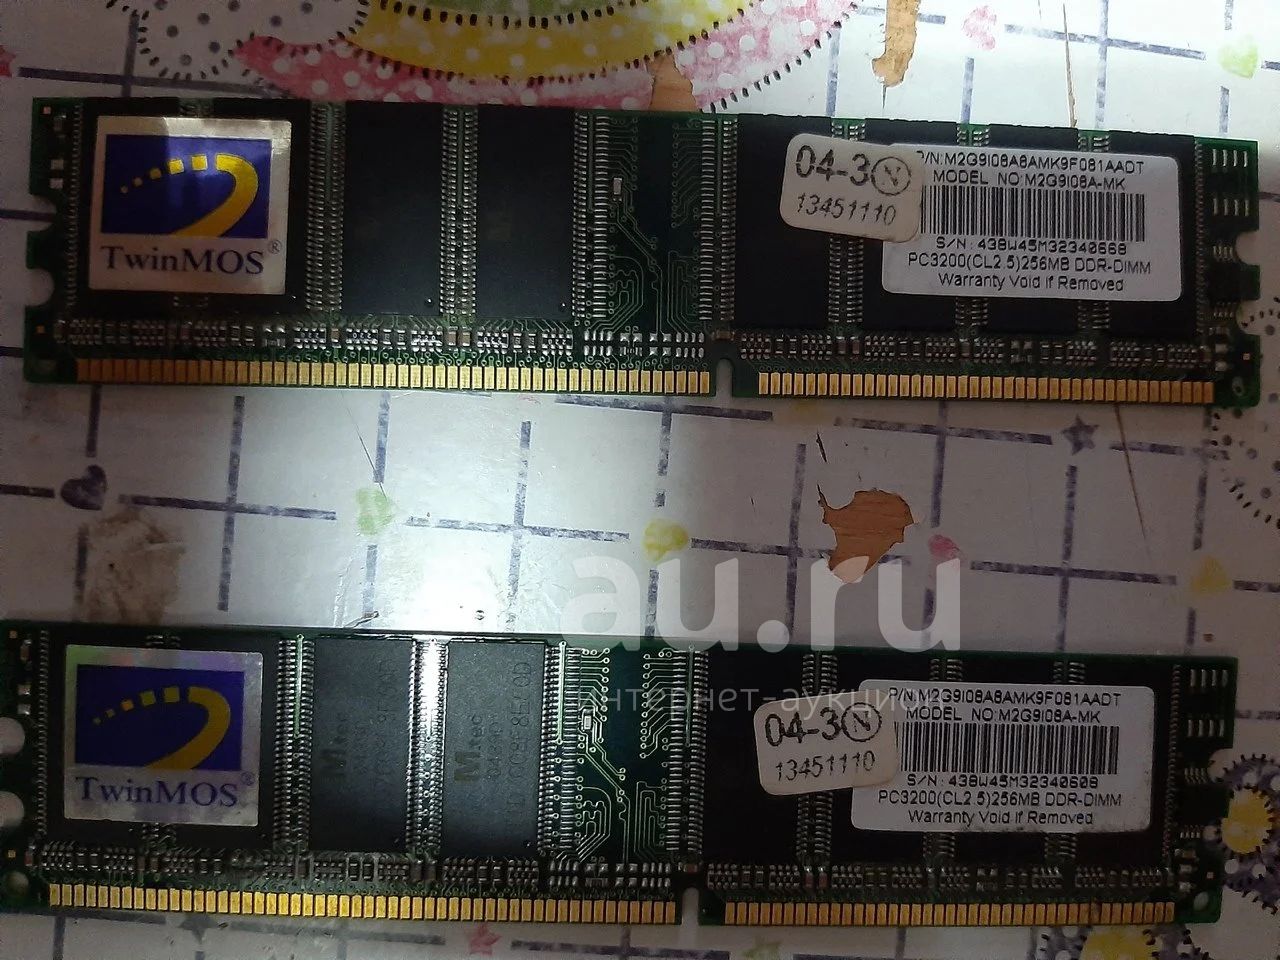 TwinMOS®
04-3 N
13451110
P/N:M2G9I08A8AMK9F081AADT
MODEL NO:M2G9I08A-MK
S/N: 438W45M32340668
PC3200(CL2.5)256MB DDR-DIMM
Warranty Void if Removed
au.ru
интернет-аукцион
TwinMOS®
M.tec
04-3 N
13451110
P/N:M2G9I08A8AMK9F081AADT
MODEL NO:M2G9I08A-MK
S/N: 438W45M32340608
PC3200(CL2.5)256MB DDR-DIMM
Warranty Void if Removed